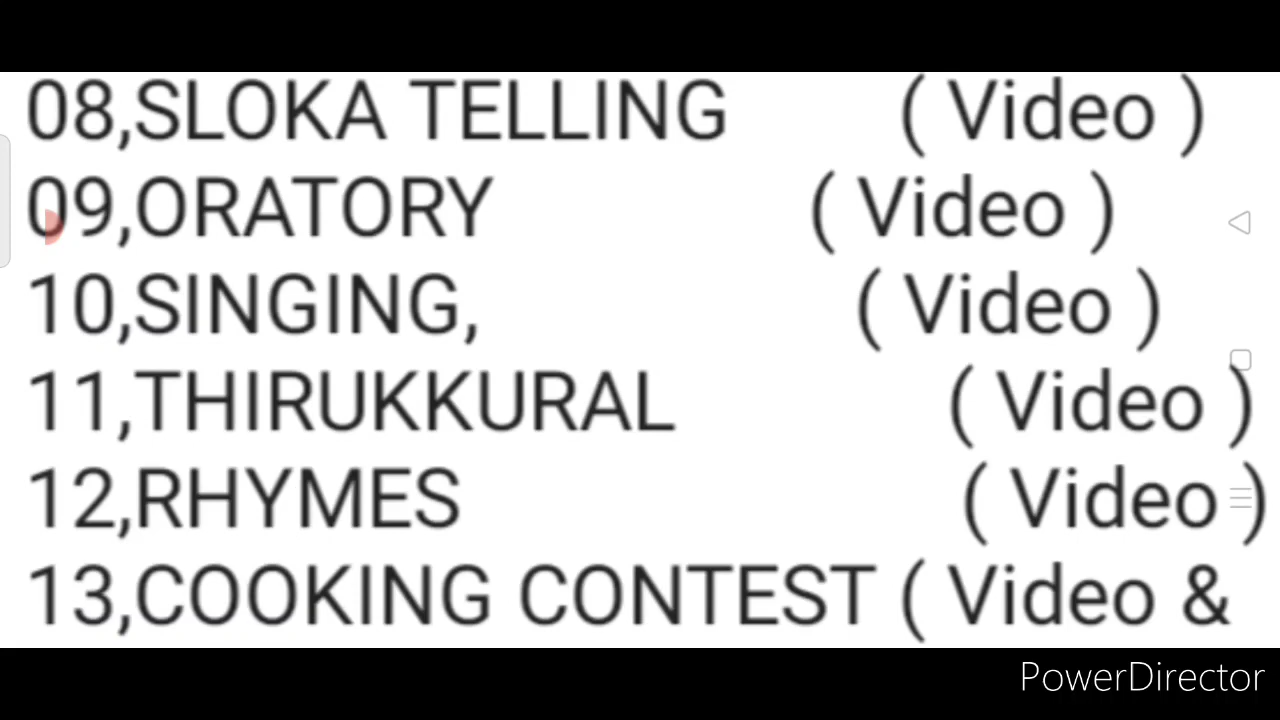 08,SLOKA TELLING ( Video )
09,ORATORY ( Video )
10,SINGING, ( Video )
11,THIRUKKURAL ( Video )
12,RHYMES ( Video )
13,COOKING CONTEST ( Video &
PowerDirector